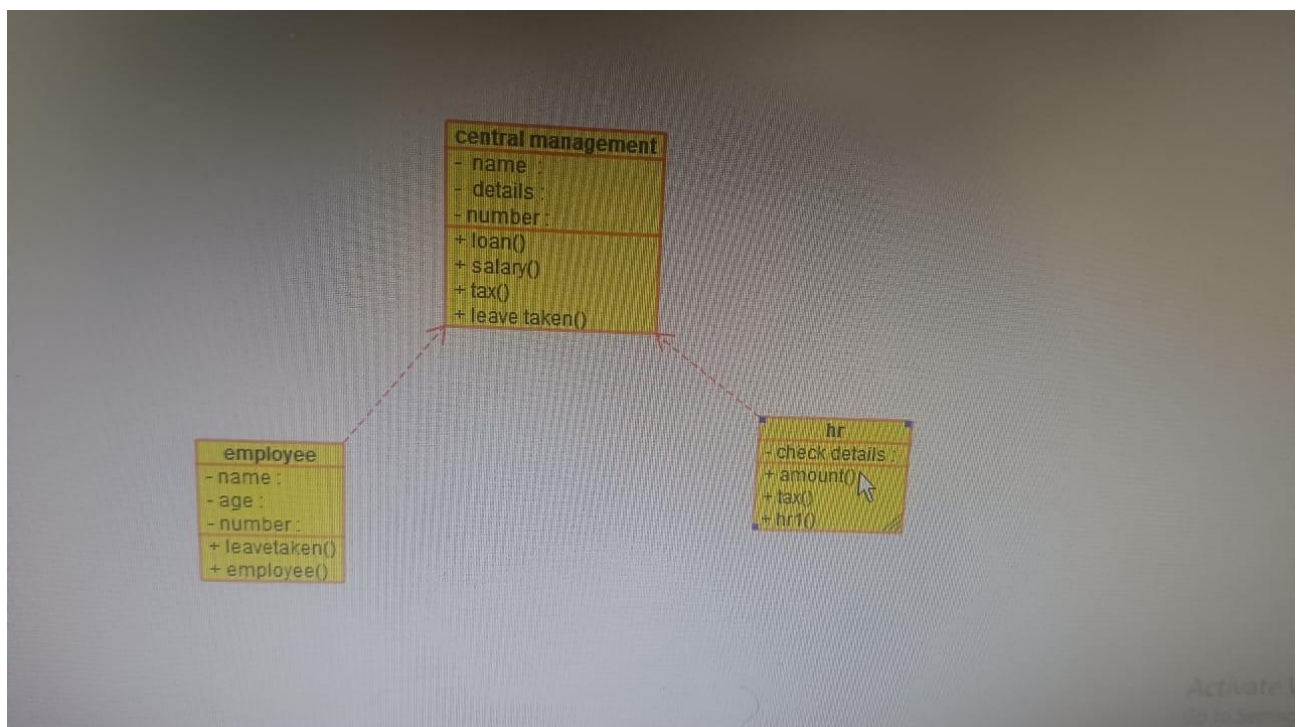 central management
- name :
- details :
- number :
+ loan()
+ salary()
+ tax()
+ leave taken()
employee
- name :
- age :
- number :
+ leavetaken()
+ employee()
hr
- check details :
+ amount()
+ tax()
+ hr1()
Activate